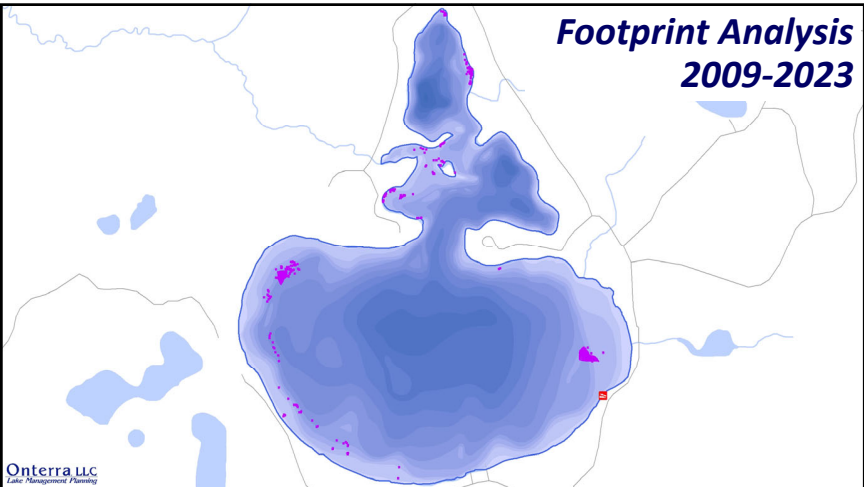 Footprint Analysis
2009-2023
Onterra LLC
Lake Management Planning